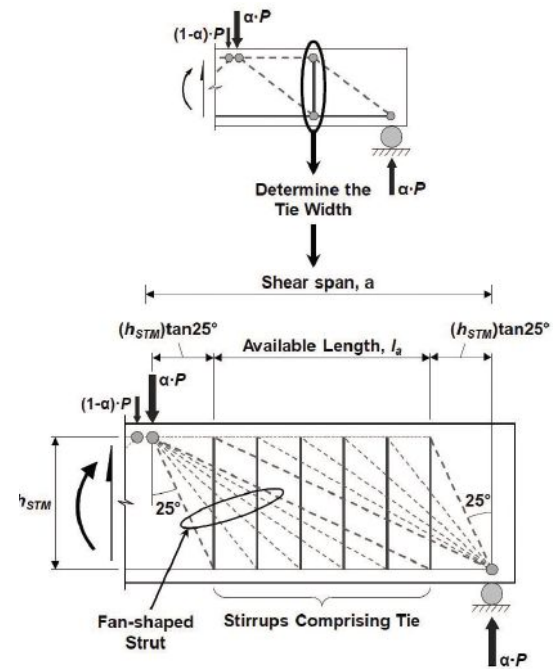 α·P
(1-α)·P
α·P
Determine the
Tie Width
Shear span, a
(hSTM)tan25°
Available Length, la
(hSTM)tan25°
α·P
(1-α)·P
hSTM
25°
25°
Fan-shaped
Strut
Stirrups Comprising Tie
α·P